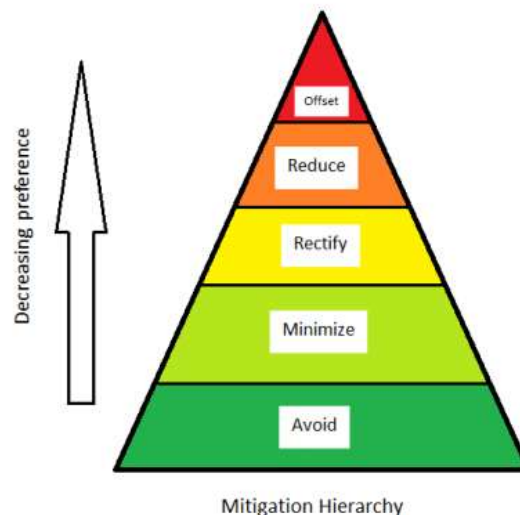 Offset
Reduce
Rectify
Minimize
Avoid
Decreasing preference
Mitigation Hierarchy